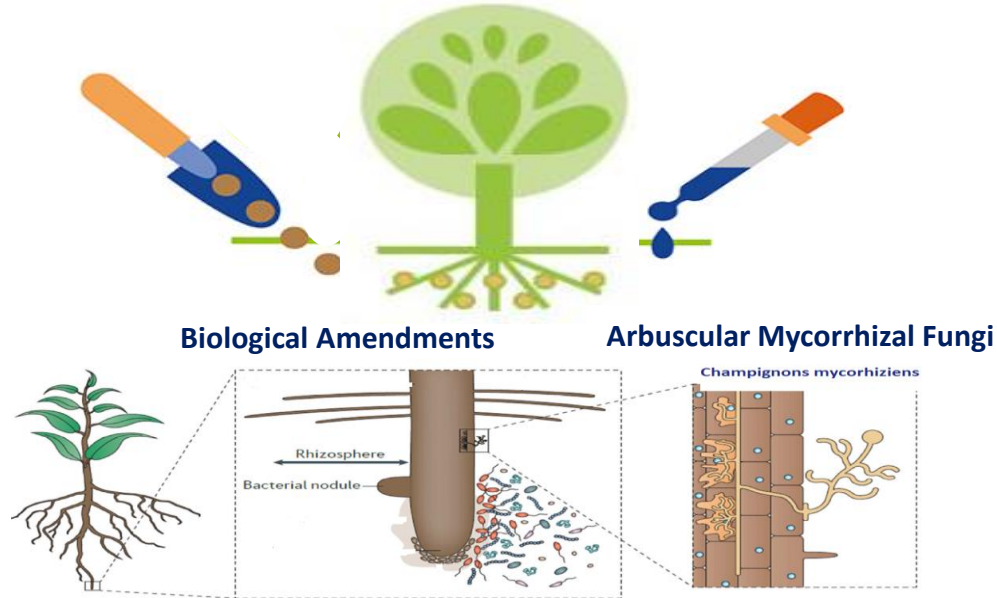 Biological Amendments
Arbuscular Mycorrhizal Fungi
Champignons mycorhiziens
Rhizosphere
Bacterial nodule